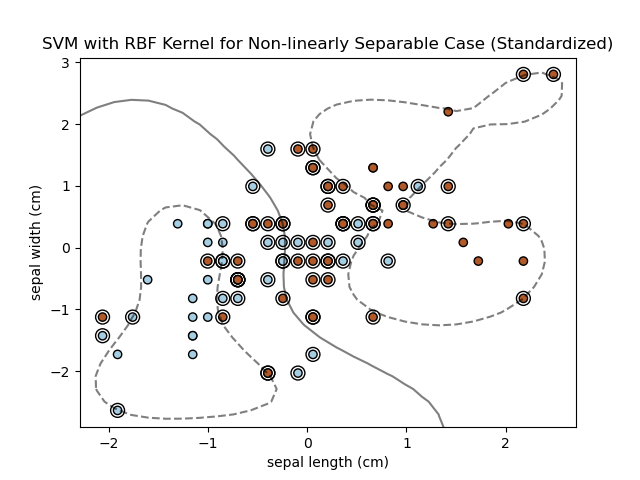 SVM with RBF Kernel for Non-linearly Separable Case (Standardized)
3
2
1
0
−1
−2
sepal width (cm)
−2 −1 0 1 2
sepal length (cm)